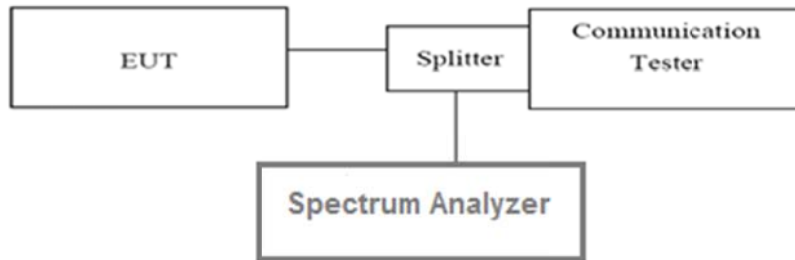 EUT
Splitter
Communication
Tester
Spectrum Analyzer